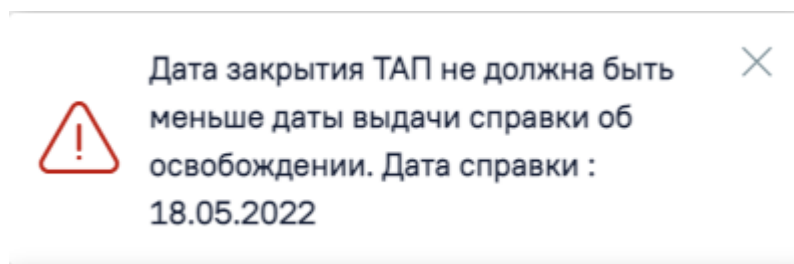 Дата закрытия ТАП не должна быть
меньше даты выдачи справки об
освобождении. Дата справки :
18.05.2022